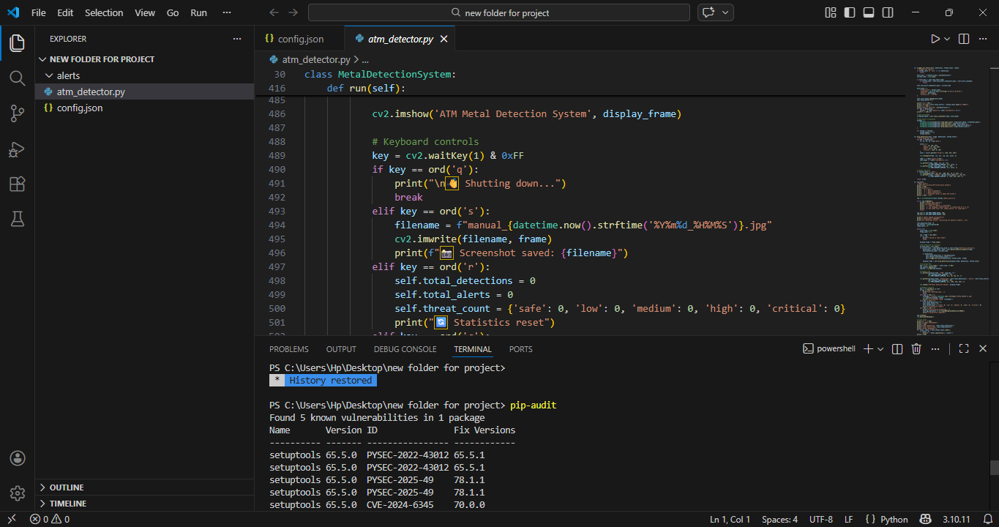 File Edit Selection View Go Run ···
new folder for project
EXPLORER ···
NEW FOLDER FOR PROJECT
alerts
atm_detector.py
{} config.json
OUTLINE
TIMELINE
{} config.json
atm_detector.py
atm_detector.py > ...
30 class MetalDetectionSystem:
416 def run(self):
485
486 cv2.imshow('ATM Metal Detection System', display_frame)
487
488 # Keyboard controls
489 key = cv2.waitKey(1) & 0xFF
490 if key == ord('q'):
491 print("\n👋 Shutting down...")
492 break
493 elif key == ord('s'):
494 filename = f"manual_{datetime.now().strftime('%Y%m%d_%H%M%S')}.jpg"
495 cv2.imwrite(filename, frame)
496 print(f"📷 Screenshot saved: {filename}")
497 elif key == ord('r'):
498 self.total_detections = 0
499 self.total_alerts = 0
500 self.threat_count = {'safe': 0, 'low': 0, 'medium': 0, 'high': 0, 'critical': 0}
501 print("🔄 Statistics reset")
PROBLEMS OUTPUT DEBUG CONSOLE TERMINAL PORTS
powershell
PS C:\Users\Hp\Desktop\new folder for project>
* History restored
PS C:\Users\Hp\Desktop\new folder for project> pip-audit
Found 5 known vulnerabilities in 1 package
Name Version ID Fix Versions
---------- ------- ---------------- ------------
setuptools 65.5.0 PYSEC-2022-43012 65.5.1
setuptools 65.5.0 PYSEC-2022-43012 65.5.1
setuptools 65.5.0 PYSEC-2025-49 78.1.1
setuptools 65.5.0 PYSEC-2025-49 78.1.1
setuptools 65.5.0 CVE-2024-6345 70.0.0
0 0
Ln 1, Col 1 Spaces: 4 UTF-8 LF {} Python 3.10.11